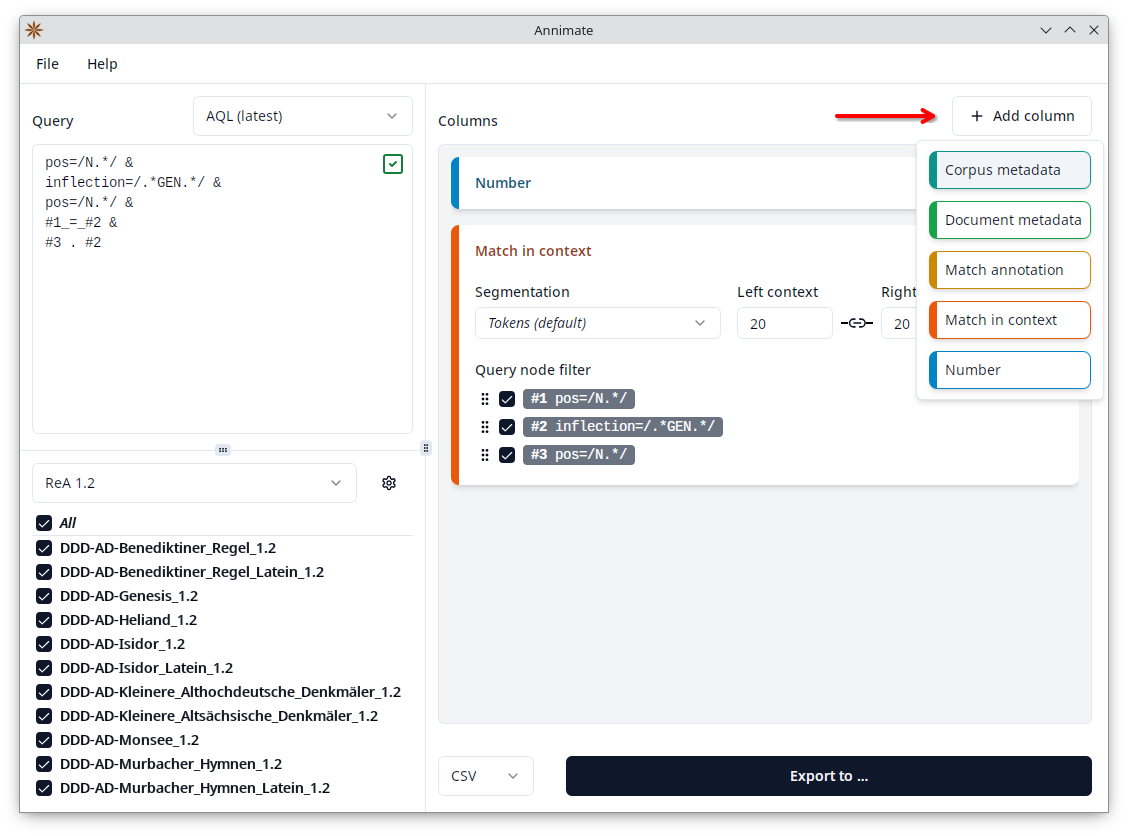 Annimate
File Help
Query
AQL (latest)
pos=/N.*/ &
inflection=/.*GEN.*/ &
pos=/N.*/ &
#1_=_#2 &
#3 . #2
ReA 1.2
All
DDD-AD-Benediktiner_Regel_1.2
DDD-AD-Benediktiner_Regel_Latein_1.2
DDD-AD-Genesis_1.2
DDD-AD-Heliand_1.2
DDD-AD-Isidor_1.2
DDD-AD-Isidor_Latein_1.2
DDD-AD-Kleinere_Althochdeutsche_Denkmäler_1.2
DDD-AD-Kleinere_Altsächsische_Denkmäler_1.2
DDD-AD-Monsee_1.2
DDD-AD-Murbacher_Hymnen_1.2
DDD-AD-Murbacher_Hymnen_Latein_1.2
Columns
+ Add column
Corpus metadata
Document metadata
Match annotation
Match in context
Number
Number
Match in context
Segmentation Left context Right
Tokens (default) 20 20
Query node filter
#1 pos=/N.*/
#2 inflection=/.*GEN.*/
#3 pos=/N.*/
CSV
Export to ...